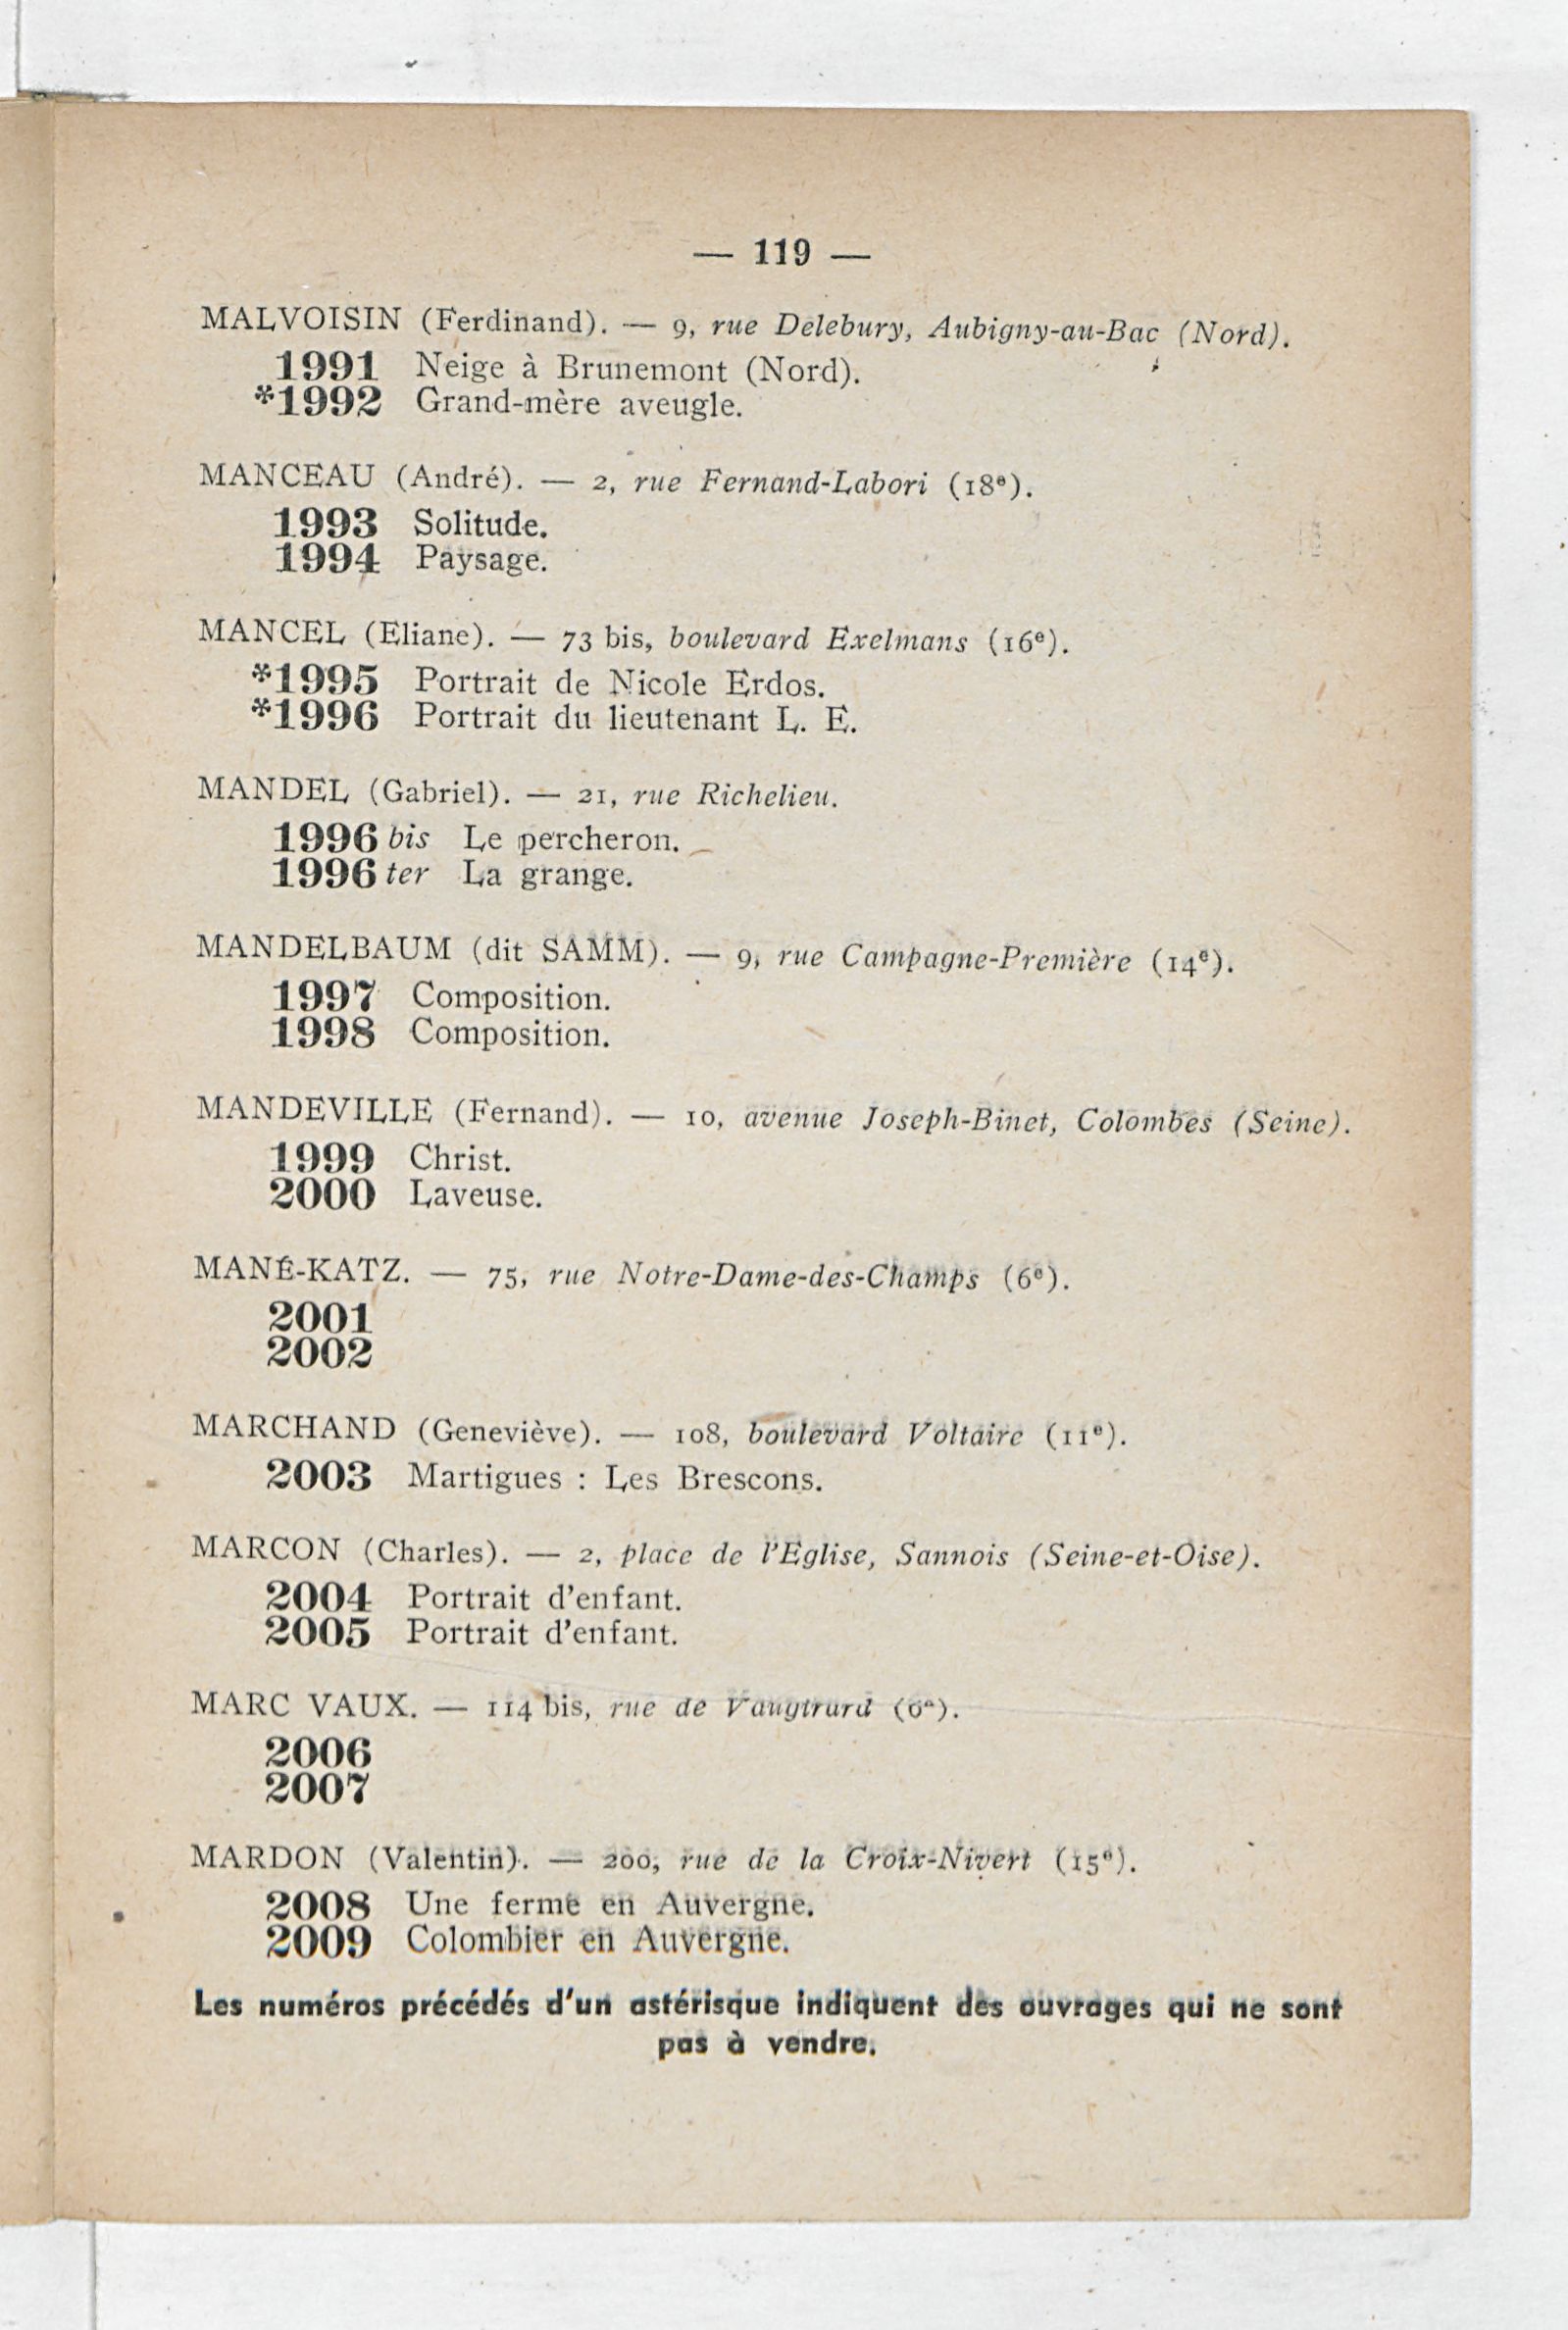 — 119 —
MALVOISIN (Ferdinand). — 9, rue Delebury, Aubigny-au-Bac (Nord).
1991 Neige à Brunemont (Nord).
*1992 Grand-mère aveugle.
MANCEAU (André). — 2, rue Fernand-Labori (18e).
1993 Solitude.
1994 Paysage.
MANCEL (Eliane). — 73 bis, boulevard Exelmans (16e).
*1995 Portrait de Nicole Erdos.
*1996 Portrait du lieutenant L. E.
MANDEL (Gabriel). — 21, rue Richelieu.
1996 bis Le percheron.
1996 ter La grange.
MANDELBAUM (dit SAMM). — 9, rue Campagne-Première (14e).
1997 Composition.
1998 Composition.
MANDEVILLE (Fernand). — 10, avenue Joseph-Binet, Colombes (Seine).
1999 Christ.
2000 Laveuse.
MANÉ-KATZ. — 75, rue Notre-Dame-des-Champs (6e).
2001
2002
MARCHAND (Geneviève). — 108, boulevard Voltaire (11e).
2003 Martigues : Les Brescons.
MARCON (Charles). — 2, place de l'Eglise, Sannois (Seine-et-Oise).
2004 Portrait d'enfant.
2005 Portrait d'enfant.
MARC VAUX. — 114 bis, rue de Vaugirard (6e).
2006
2007
MARDON (Valentin). — 200, rue de la Croix-Nivert (15e).
2008 Une ferme en Auvergne.
2009 Colombier en Auvergne.
Les numéros précédés d'un astérisque indiquent des ouvrages qui ne sont
pas à vendre.